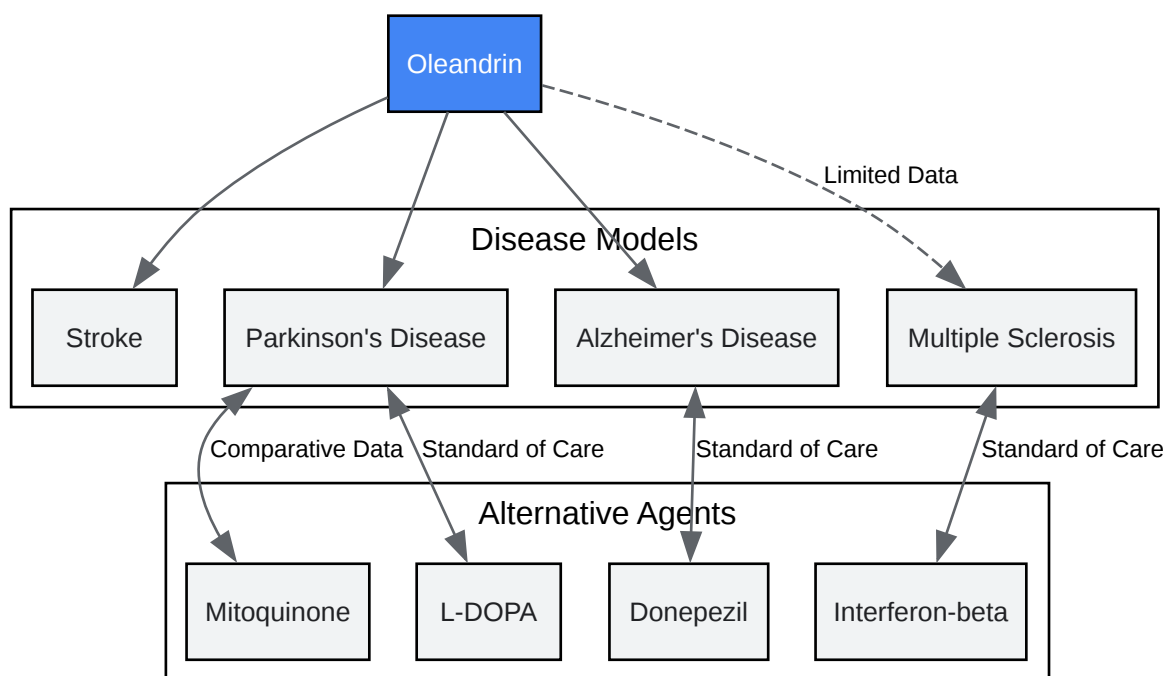 Oleandrin
Limited Data
Disease Models
Stroke
Parkinson's Disease
Alzheimer's Disease
Multiple Sclerosis
Comparative Data
Standard of Care
Standard of Care
Standard of Care
Alternative Agents
Mitoquinone
L-DOPA
Donepezil
Interferon-beta